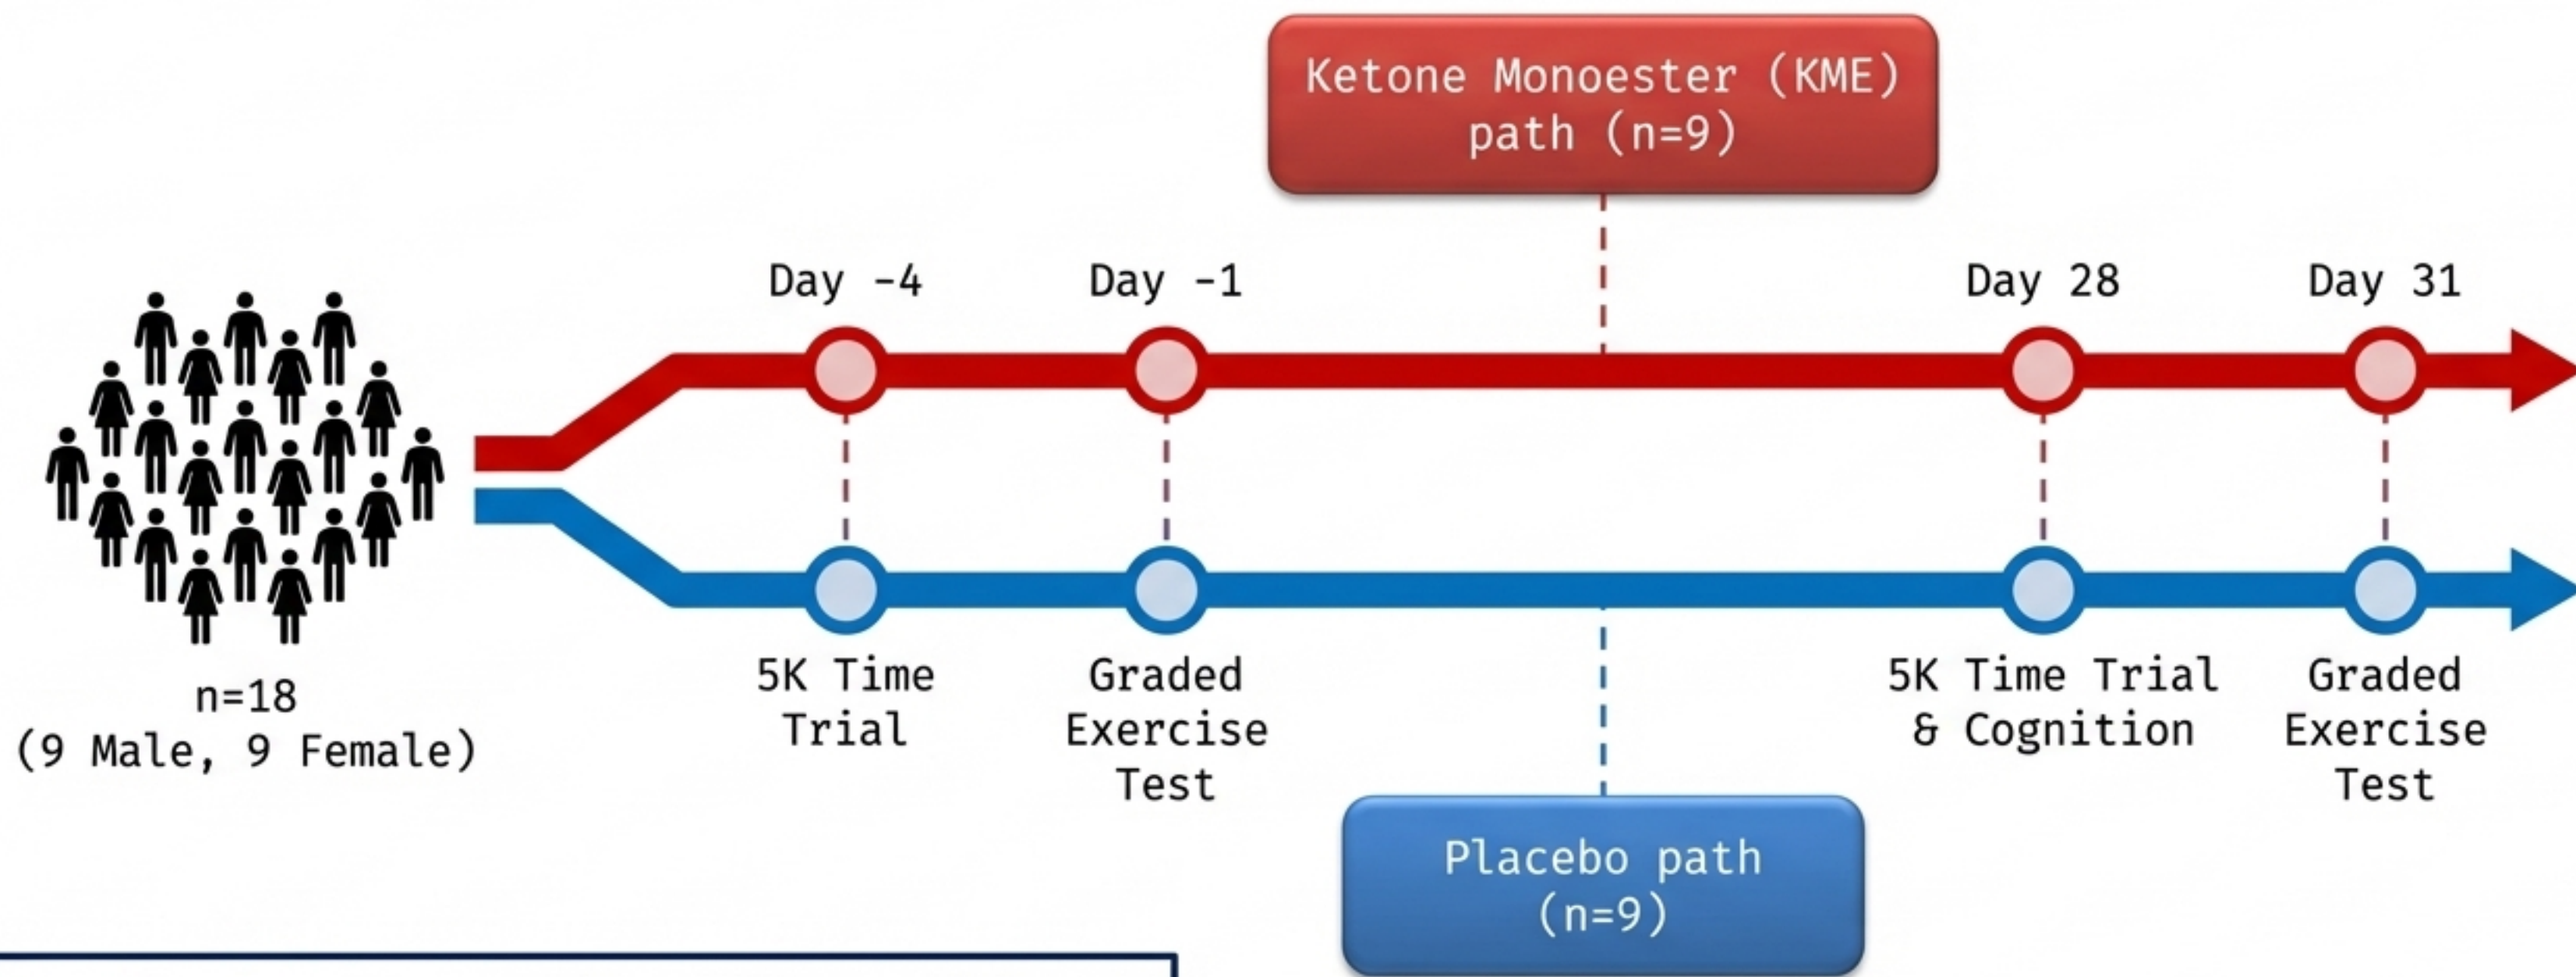 Ketone Monoester (KME)
path (n=9)
Day -4
Day -1
Day 28
Day 31
n=18
(9 Male, 9 Female)
5K Time
Trial
Graded
Exercise
Test
5K Time Trial
& Cognition
Graded
Exercise
Test
Placebo path
(n=9)